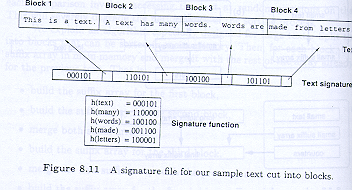 Block 1 Block 2 Block 3 Block 4
This is a text. A text has many words. Words are made from letters
Te
000101 110101 100100 101101 Text signature
h(text) = 000101
h(many) = 110000
h(words) = 100100
h(made) = 001100
h(letters) = 100001
Signature function
Figure 8.11 A signature file for our sample text cut into blocks.